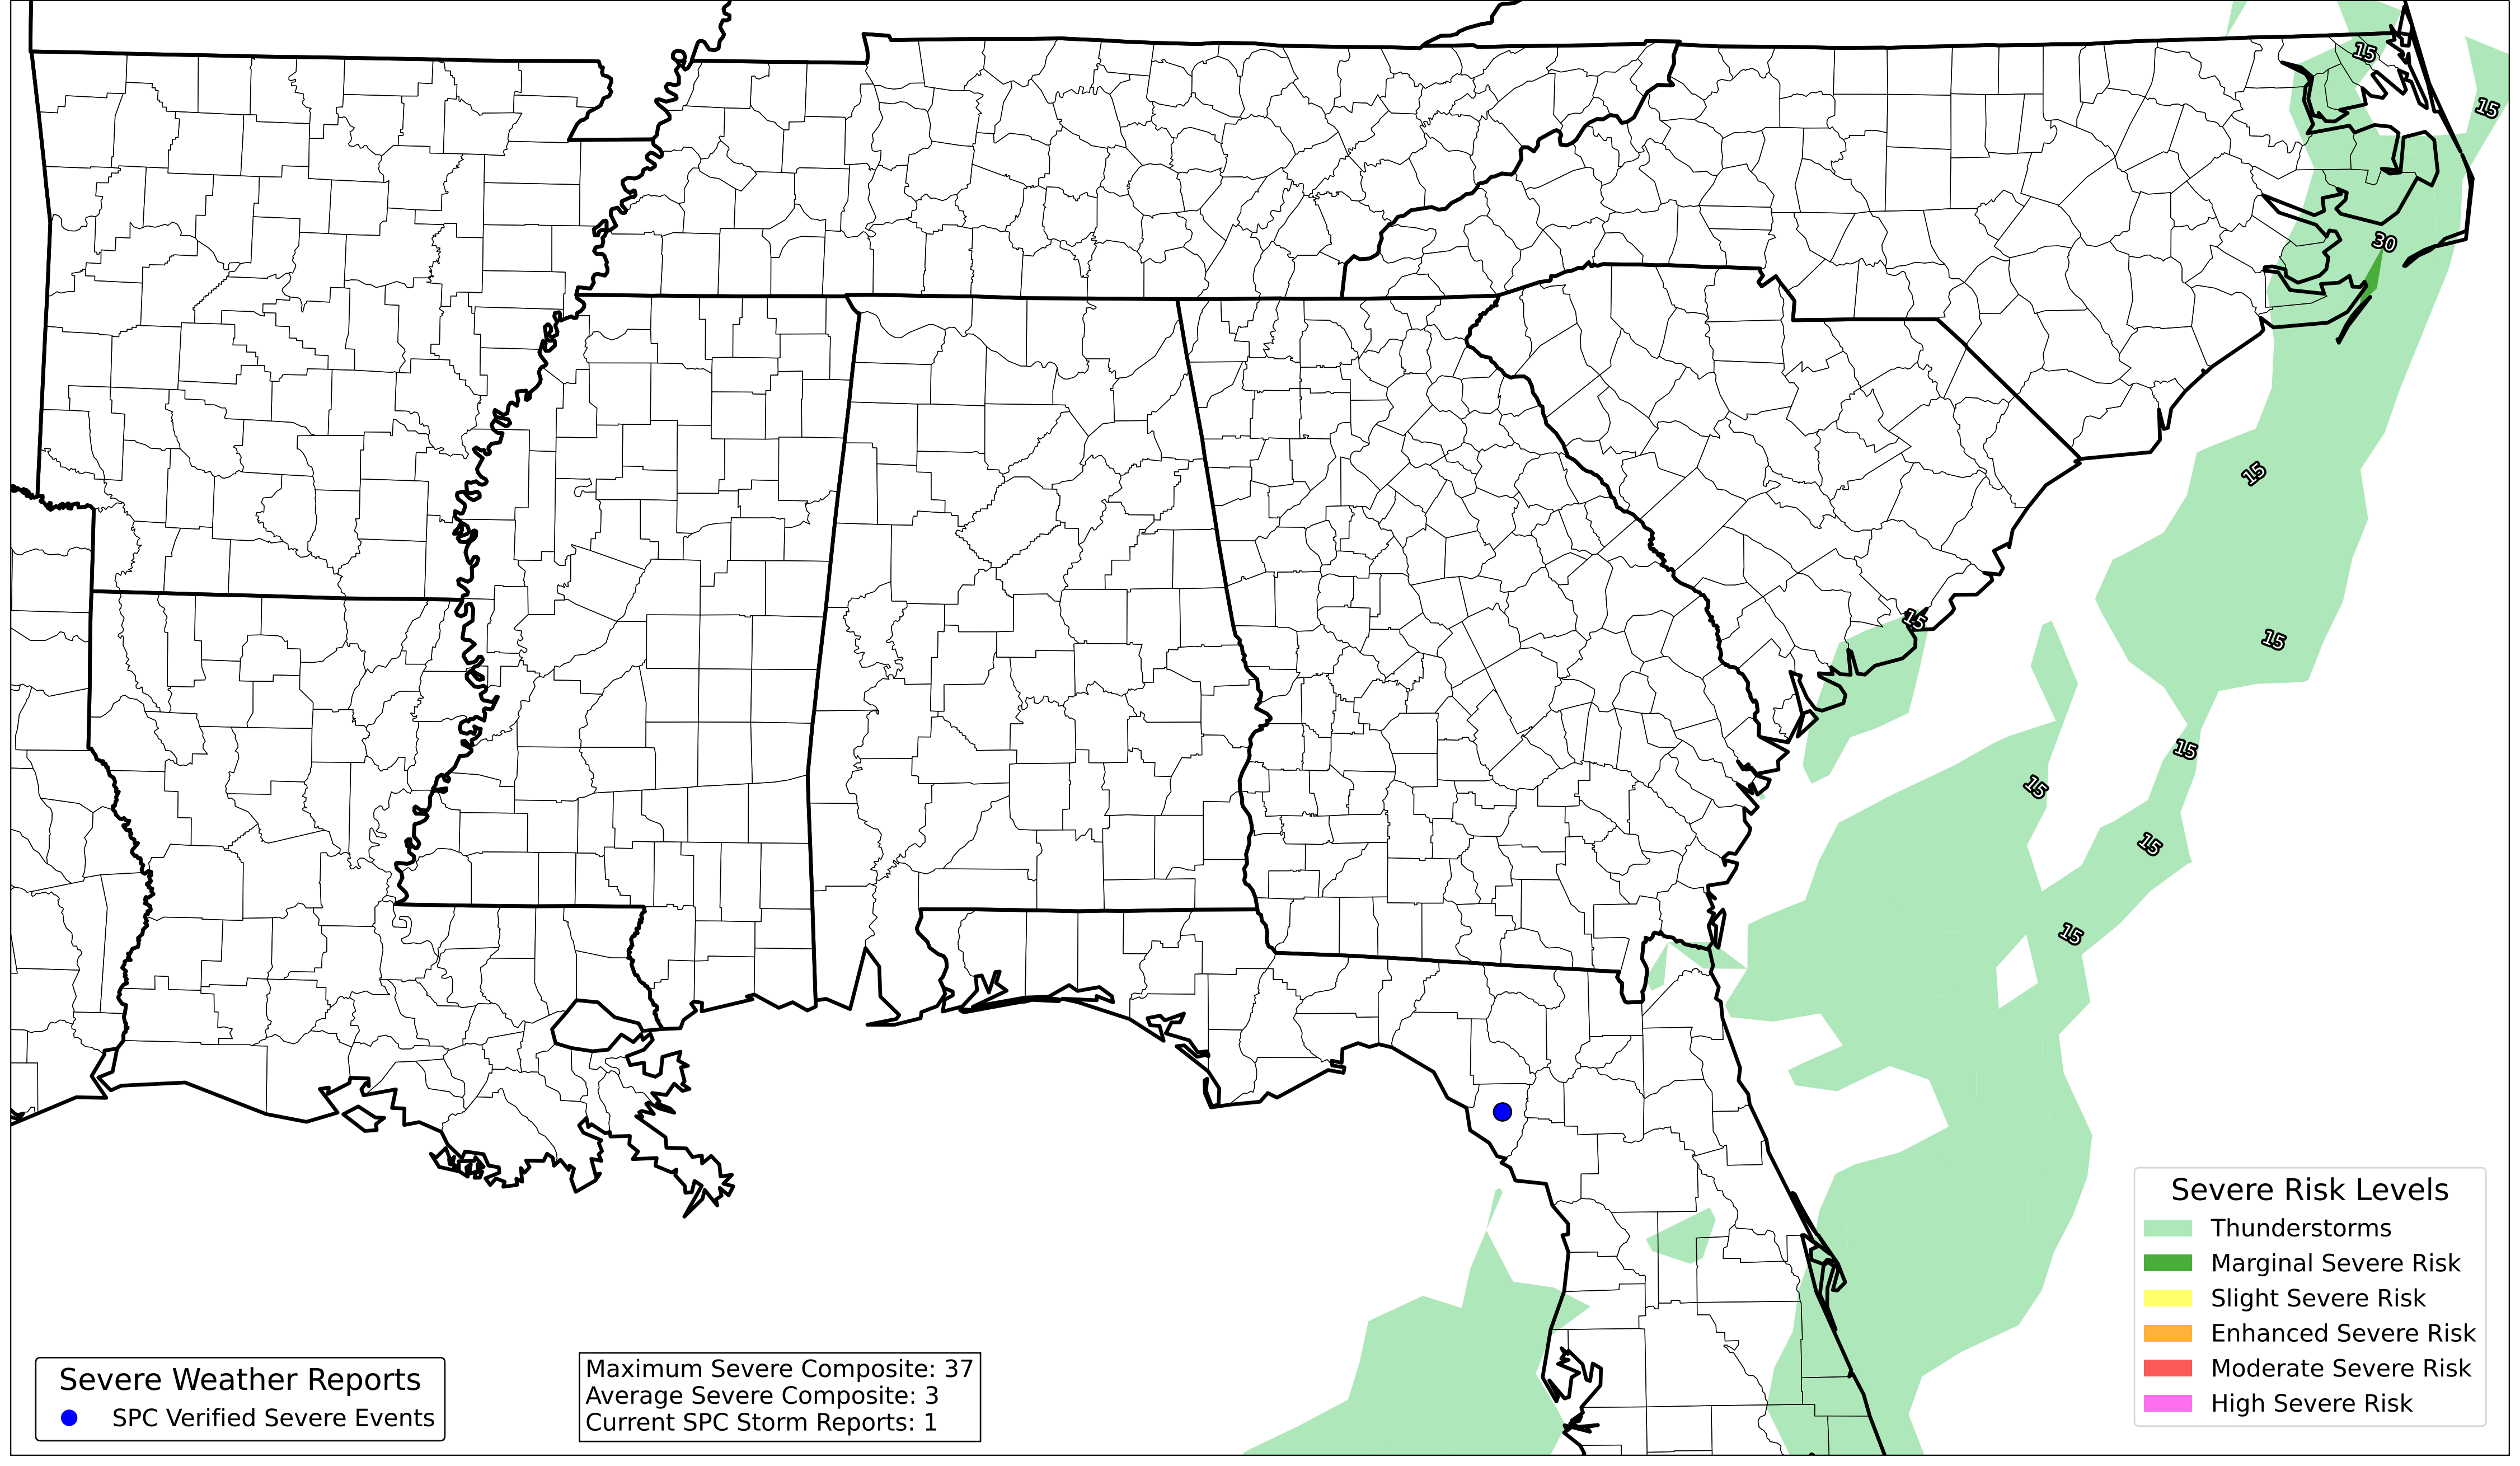 15
15
30
15
15
15
15
15
15
15
Severe Risk Levels
Thunderstorms
Marginal Severe Risk
Slight Severe Risk
Enhanced Severe Risk
Moderate Severe Risk
High Severe Risk
Severe Weather Reports
SPC Verified Severe Events
Maximum Severe Composite: 37
Average Severe Composite: 3
Current SPC Storm Reports: 1